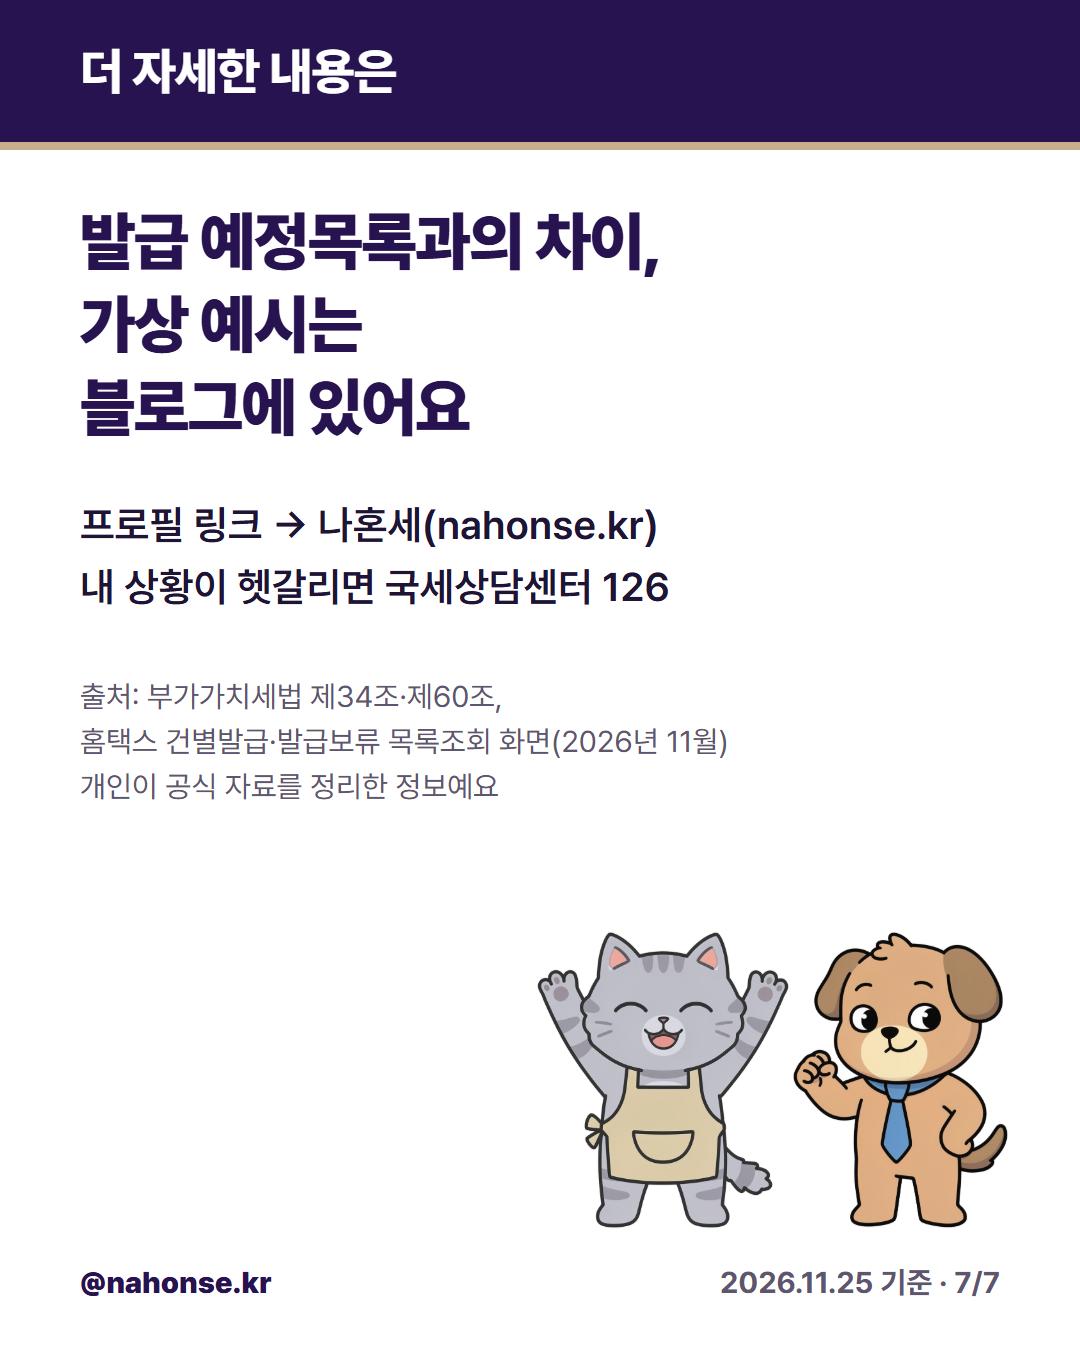 더 자세한 내용은
발급 예정목록과의 차이,
가상 예시는
블로그에 있어요
프로필 링크 → 나혼세(nahonse.kr)
내 상황이 헷갈리면 국세상담센터 126
출처: 부가가치세법 제34조·제60조,
홈택스 건별발급·발급보류 목록조회 화면(2026년 11월)
개인이 공식 자료를 정리한 정보예요
@nahonse.kr
2026.11.25 기준 · 7/7